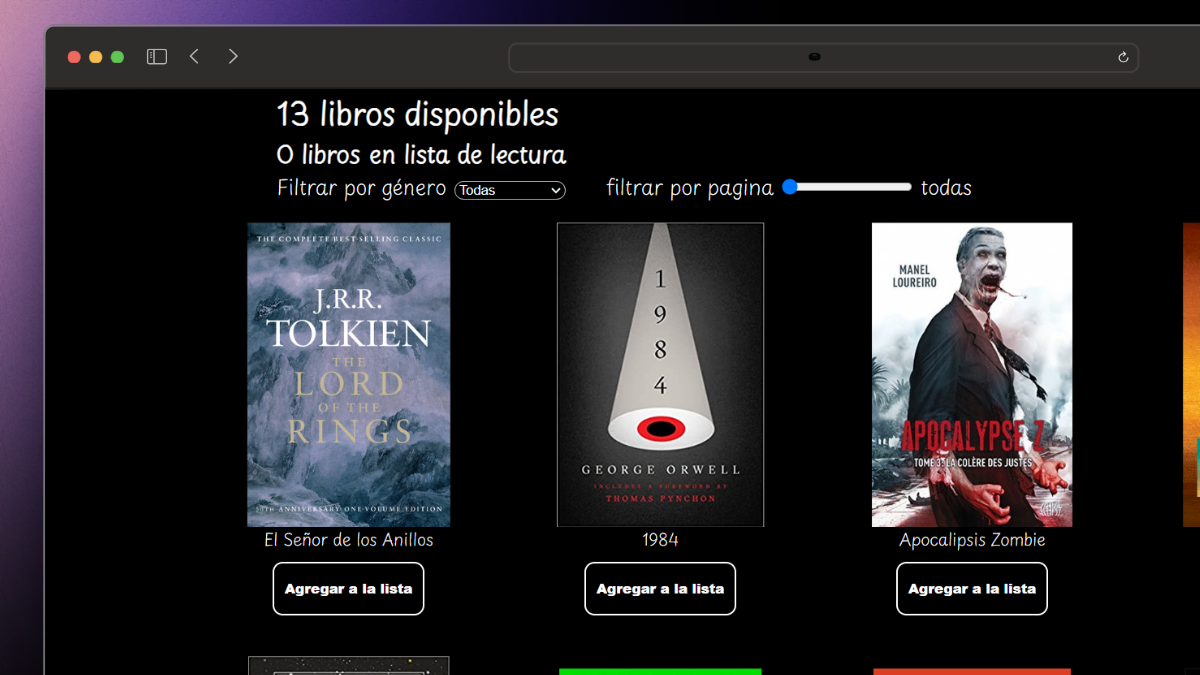 13 libros disponibles
0 libros en lista de lectura
Filtrar por género Todas filtrar por pagina todas
THE COMPLETE BEST-SELLING CLASSIC
J.R.R.
TOLKIEN
THE
LORD
OF THE
RINGS
ANNIVERSARY ONE-VOLUME EDITION
El Señor de los Anillos
Agregar a la lista
1
9
8
4
GEORGE ORWELL
INCLUDES A FOREWORD BY
THOMAS PYNCHON
1984
Agregar a la lista
MANEL
LOUREIRO
APOCALYPSE Z
TOME 3: LA COLÈRE DES JUSTES
Apocalipsis Zombie
Agregar a la lista